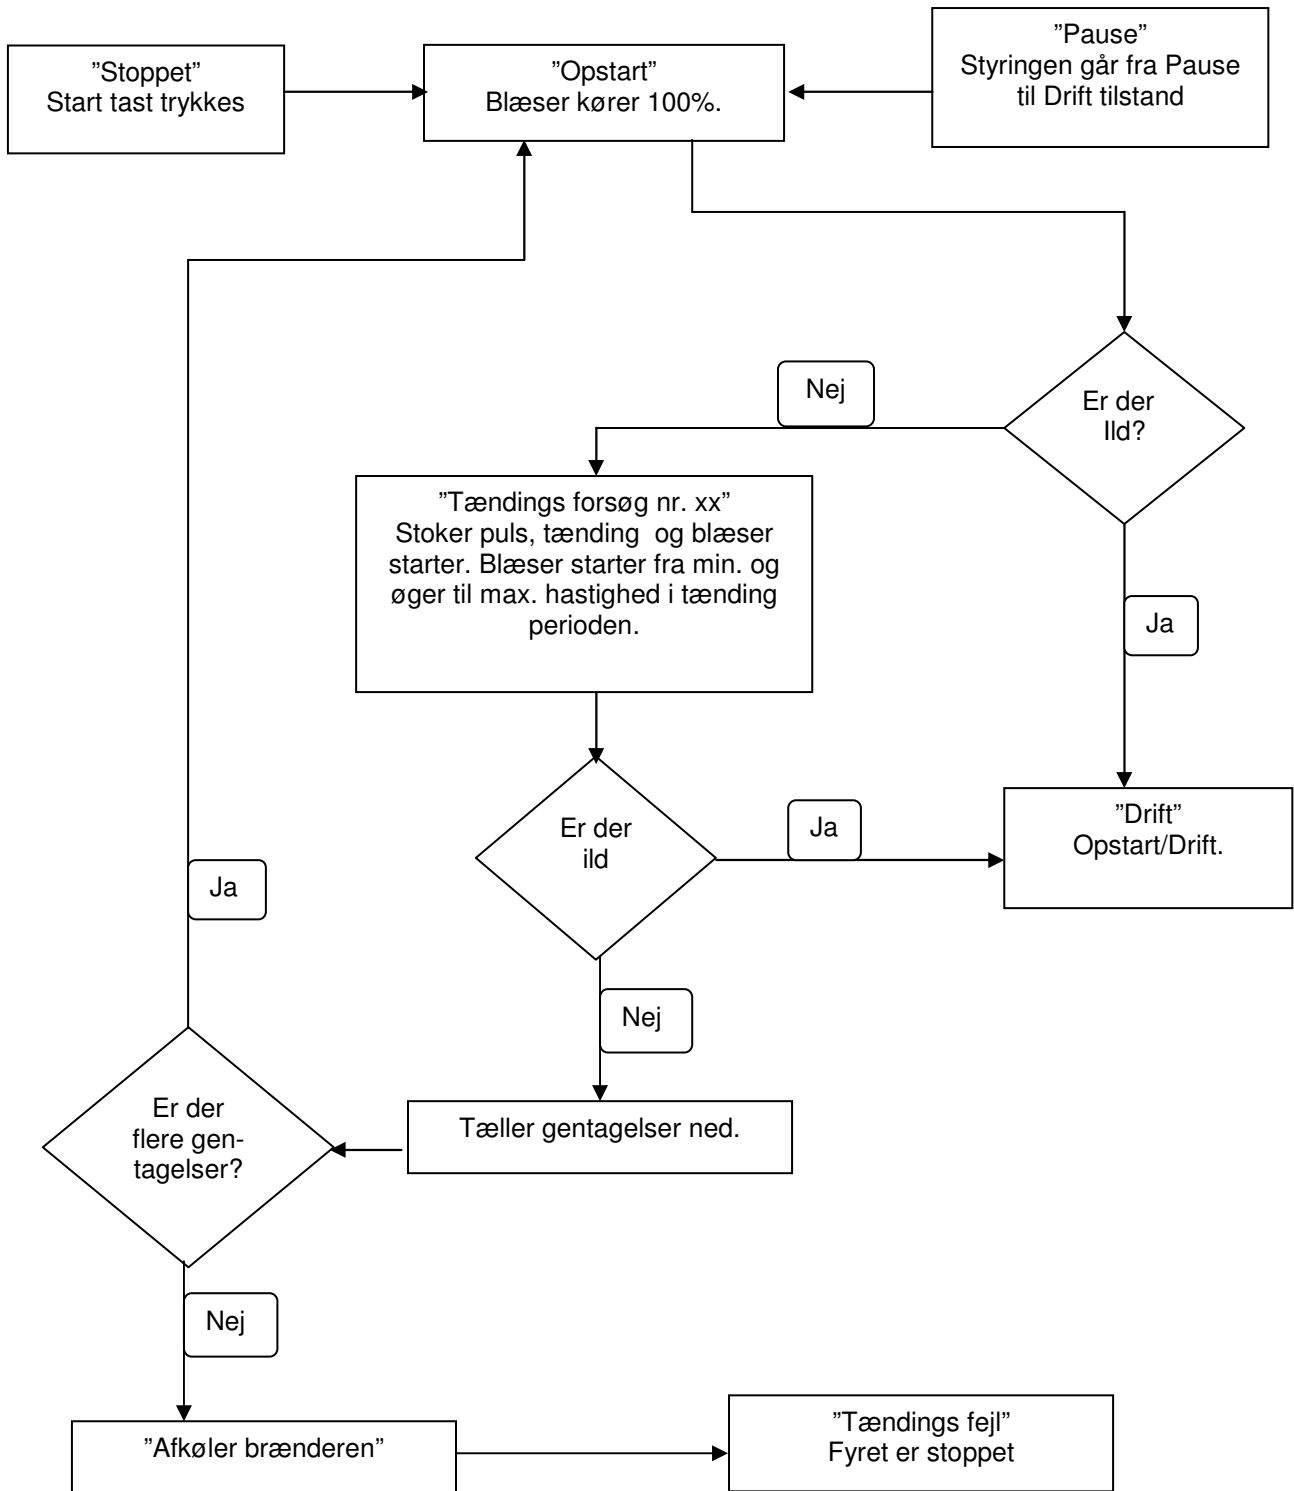 ”Stoppet”
Start tast trykkes
”Opstart”
Blæser kører 100%.
”Pause”
Styringen går fra Pause
til Drift tilstand
Er der
Ild?
Nej
Ja
”Tændings forsøg nr. xx”
Stoker puls, tænding  og blæser
starter. Blæser starter fra min. og
øger til max. hastighed i tænding
perioden.
Er der
ild
Ja
”Drift”
Opstart/Drift.
Nej
Tæller gentagelser ned.
Er der
flere gen-
tagelser?
Ja
Nej
”Afkøler brænderen”
”Tændings fejl”
Fyret er stoppet